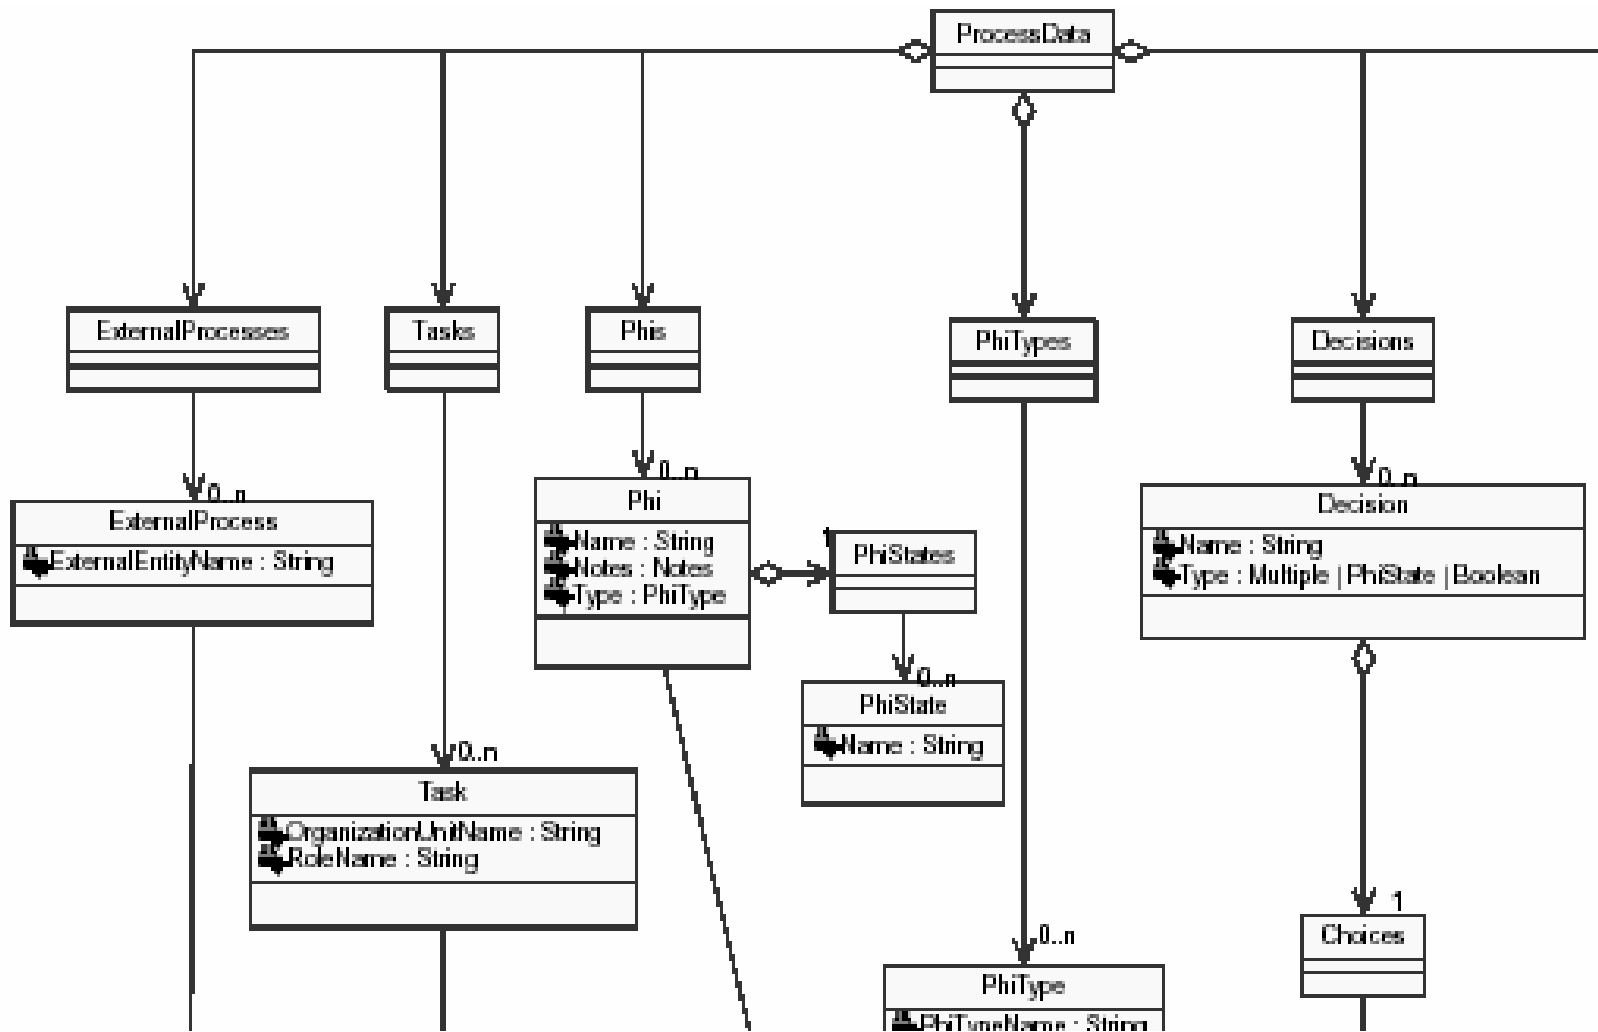 ProcessData
ExternalProcesses
Tasks
Phis
PhiTypes
Decisions
0..n
ExternalProcess
ExternalEntityName : String
0..n
Phi
Name : String
Notes : Notes
Type : PhiType
1
PhiStates
0..n
PhiState
Name : String
0..n
Decision
Name : String
Type : Multiple | PhiState | Boolean
0..n
Task
OrganizationUnitName : String
RoleName : String
0..n
PhiType
PhiTypeName : String
1
Choices